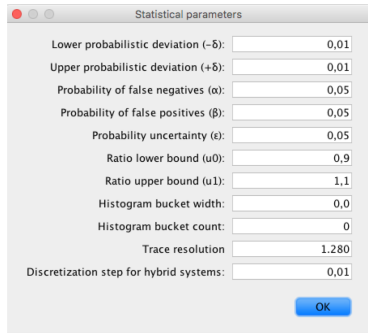 Statistical parameters
Lower probabilistic deviation (−δ): 0,01
Upper probabilistic deviation (+δ): 0,01
Probability of false negatives (α): 0,05
Probability of false positives (β): 0,05
Probability uncertainty (ε): 0,05
Ratio lower bound (u0): 0,9
Ratio upper bound (u1): 1,1
Histogram bucket width: 0,0
Histogram bucket count: 0
Trace resolution 1.280
Discretization step for hybrid systems: 0,01
OK